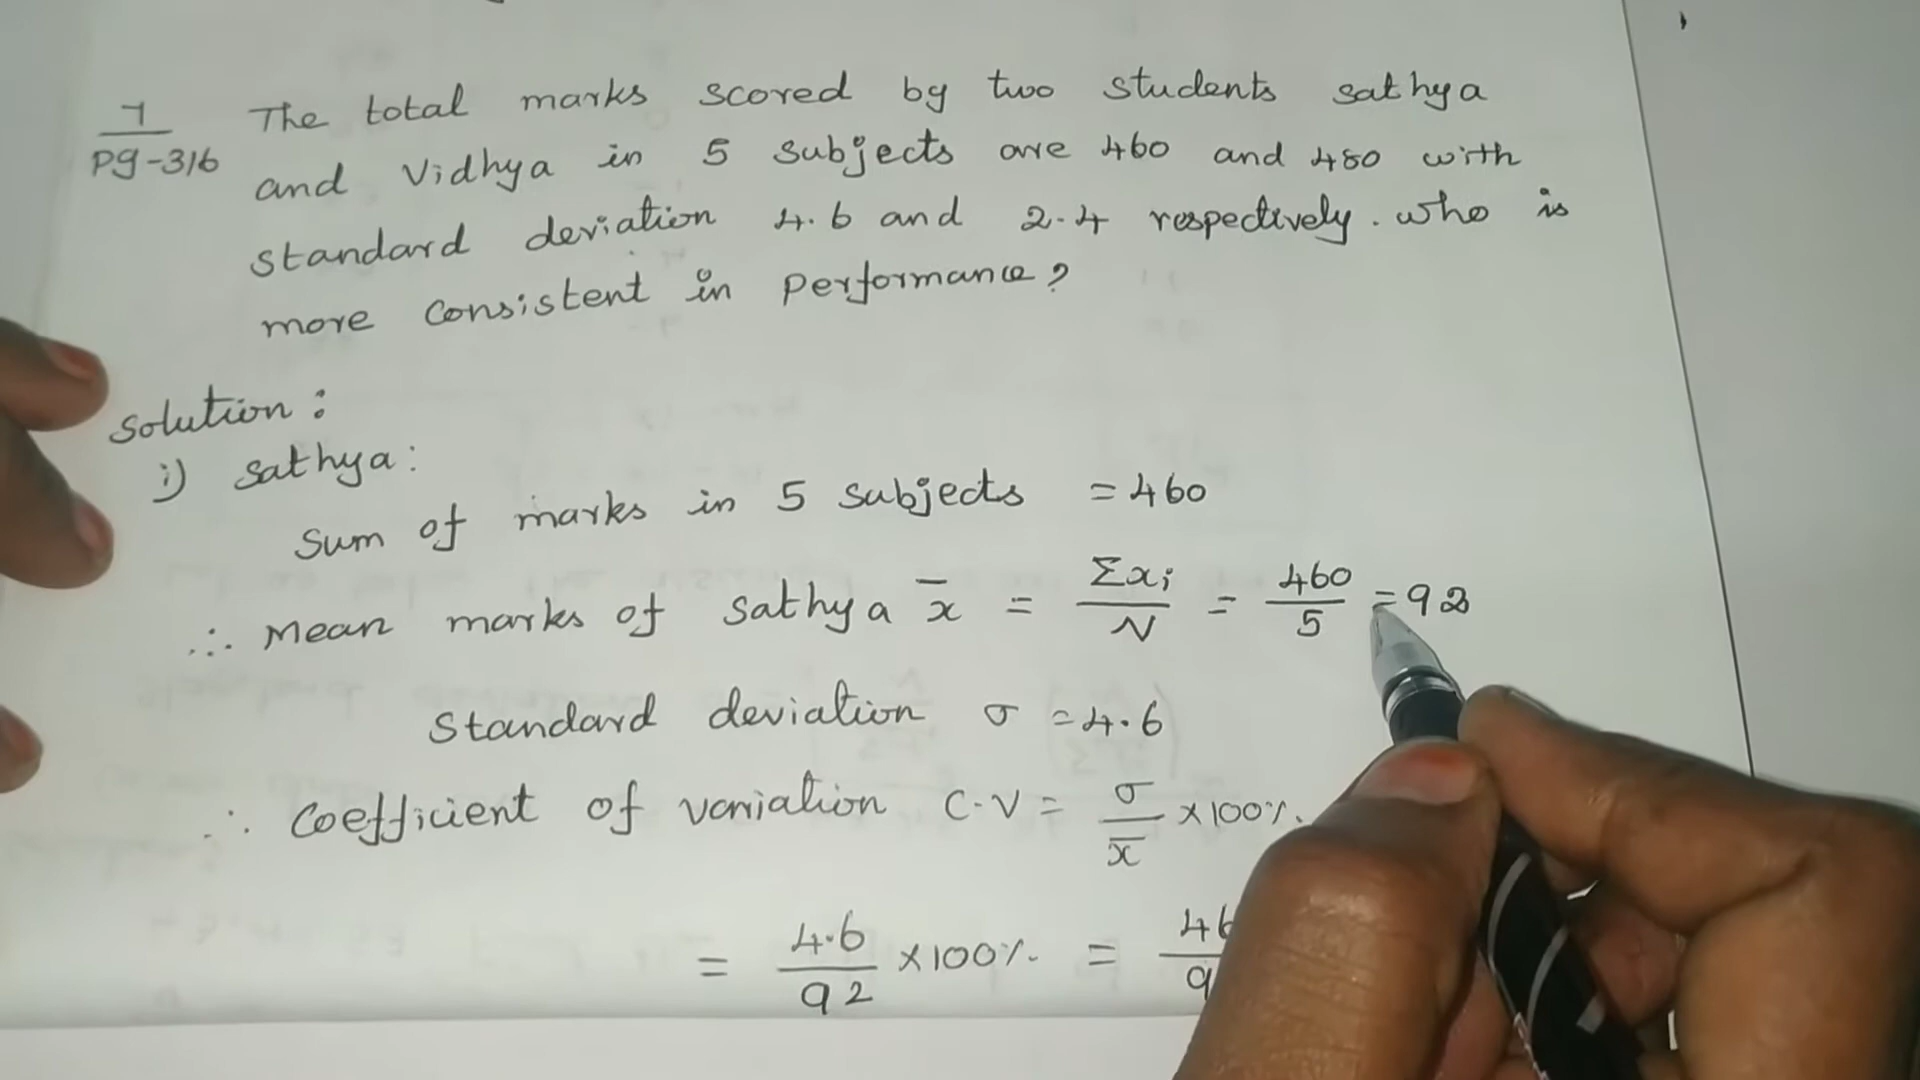 7/Pg-316 The total marks scored by two students sathya
and Vidhya in 5 subjects are 460 and 480 with
standard deviation 4.6 and 2.4 respectively. who is
more consistent in performance?
Solution:
i) sathya:
Sum of marks in 5 subjects = 460
∴ Mean marks of sathya x̄ = Σxi/N = 460/5 = 92
Standard deviation σ = 4.6
∴ Coefficient of variation C.V = σ/x̄ ×100%.
= 4.6/92 ×100%. = 46/9